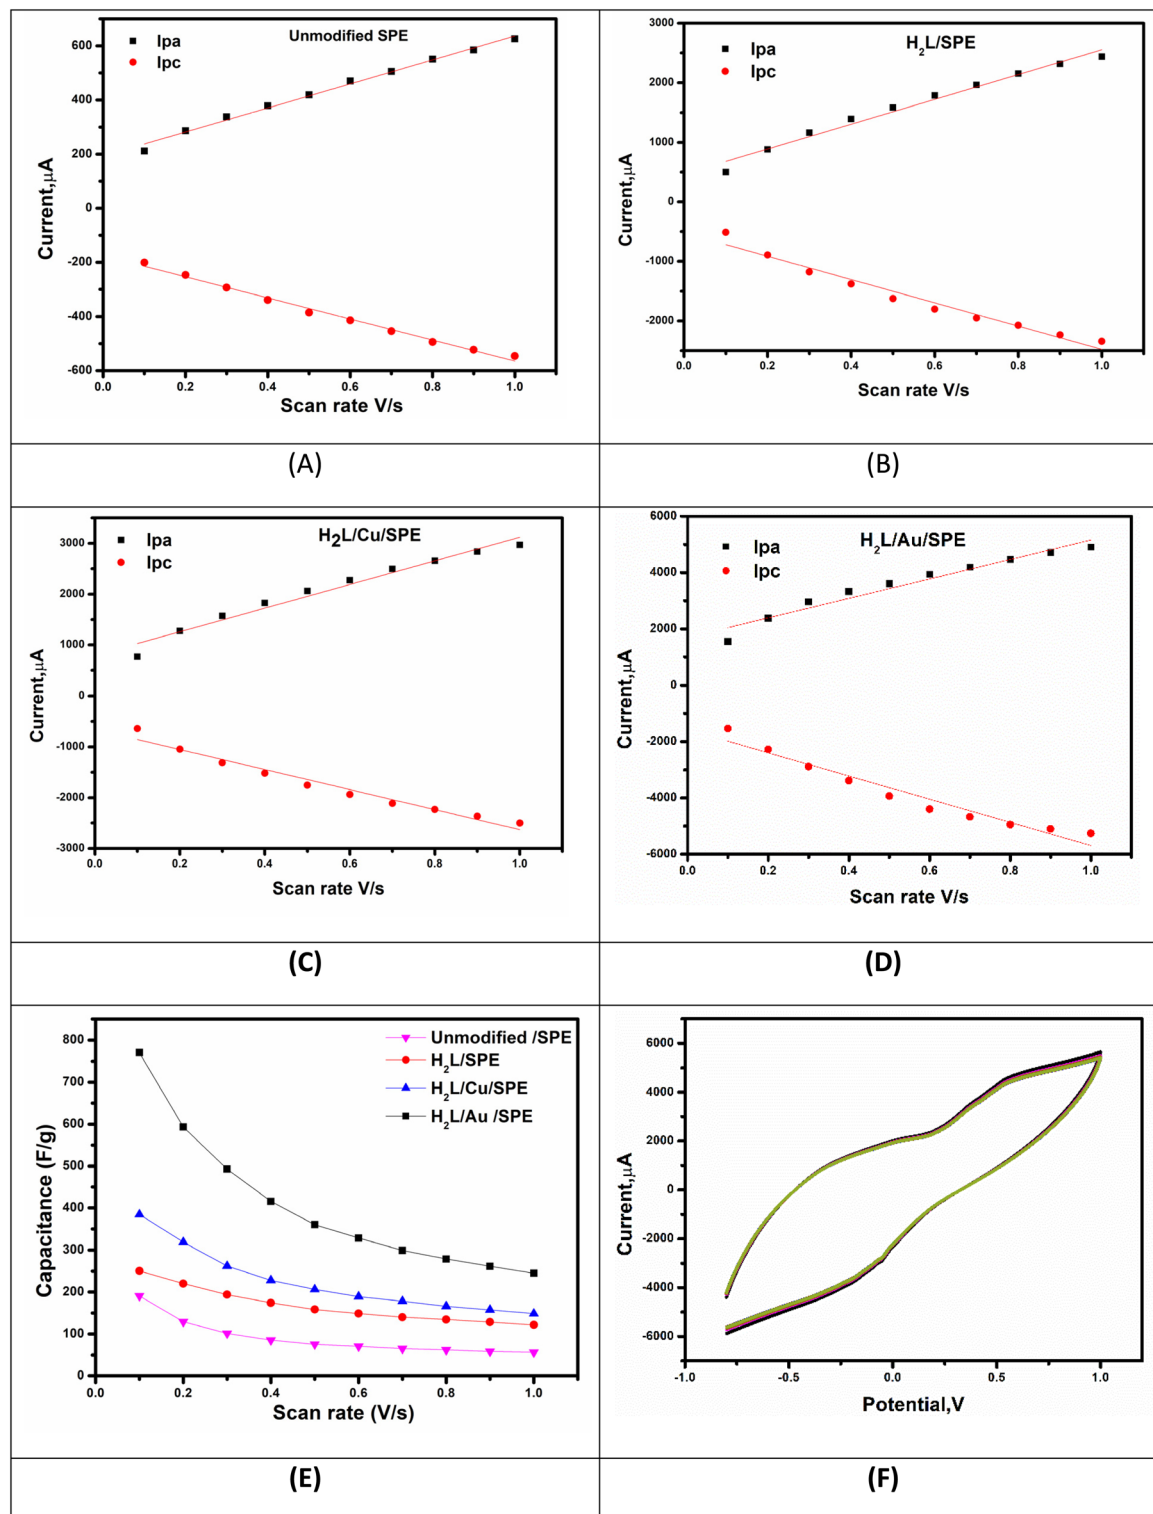 Unmodified SPE
Ipa
Ipc
600
400
200
0
-200
-400
-600
0.0 0.2 0.4 0.6 0.8 1.0
Current,µA
Scan rate V/s
(A)
H₂L/SPE
Ipa
Ipc
3000
2000
1000
0
-1000
-2000
0.0 0.2 0.4 0.6 0.8 1.0
Current,µA
Scan rate V/s
(B)
H2L/Cu/SPE
Ipa
Ipc
3000
2000
1000
0
-1000
-2000
-3000
0.0 0.2 0.4 0.6 0.8 1.0
Current,µA
Scan rate V/s
(C)
H₂L/Au/SPE
Ipa
Ipc
6000
4000
2000
0
-2000
-4000
-6000
0.0 0.2 0.4 0.6 0.8 1.0
Current,µA
Scan rate V/s
(D)
Unmodified /SPE
H₂L/SPE
H₂L/Cu/SPE
H₂L/Au /SPE
800
700
600
500
400
300
200
100
0
0.0 0.2 0.4 0.6 0.8 1.0
Capacitance (F/g)
Scan rate (V/s)
(E)
6000
4000
2000
0
-2000
-4000
-6000
-1.0 -0.5 0.0 0.5 1.0
Current,µA
Potential,V
(F)